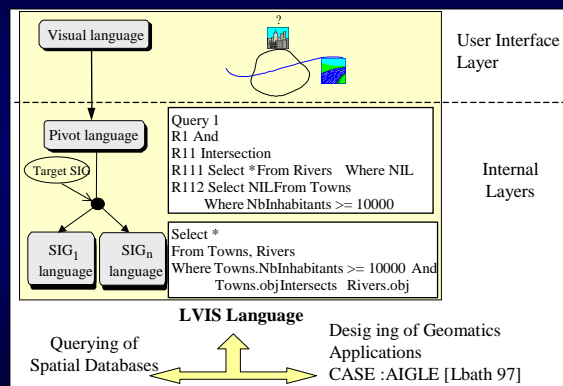 Visual language
?
User Interface
Layer
Pivot language
Target SIG
SIG1
language
SIGn
language
Query 1
R1 And
R11 Intersection
R111 Select *From Rivers Where NIL
R112 Select NILFrom Towns
Where NbInhabitants >= 10000
Internal
Layers
Select *
From Towns, Rivers
Where Towns.NbInhabitants >= 10000 And
Towns.objIntersects Rivers.obj
LVIS Language
Querying of
Spatial Databases
Desig ing of Geomatics
Applications
CASE :AIGLE [Lbath 97]